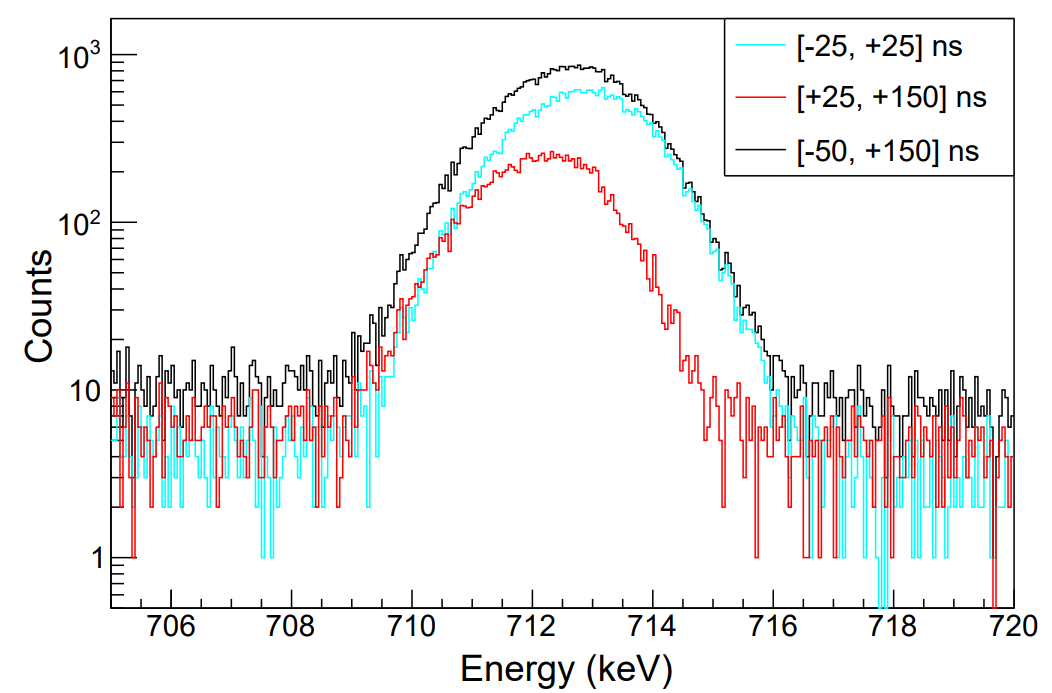 [-25, +25] ns
[+25, +150] ns
[-50, +150] ns
Counts
10³
10²
10
1
706 708 710 712 714 716 718 720
Energy (keV)